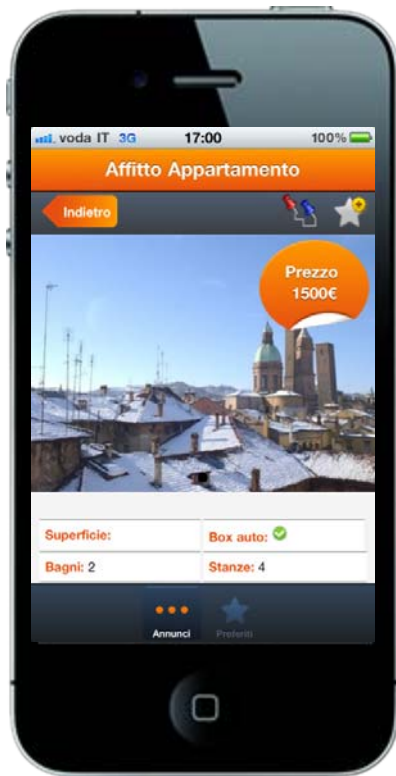 voda IT 3G 17:00 100%
Affitto Appartamento
Indietro
Prezzo
1500€
Superficie: Box auto:
Bagni: 2 Stanze: 4
Annunci Preferiti